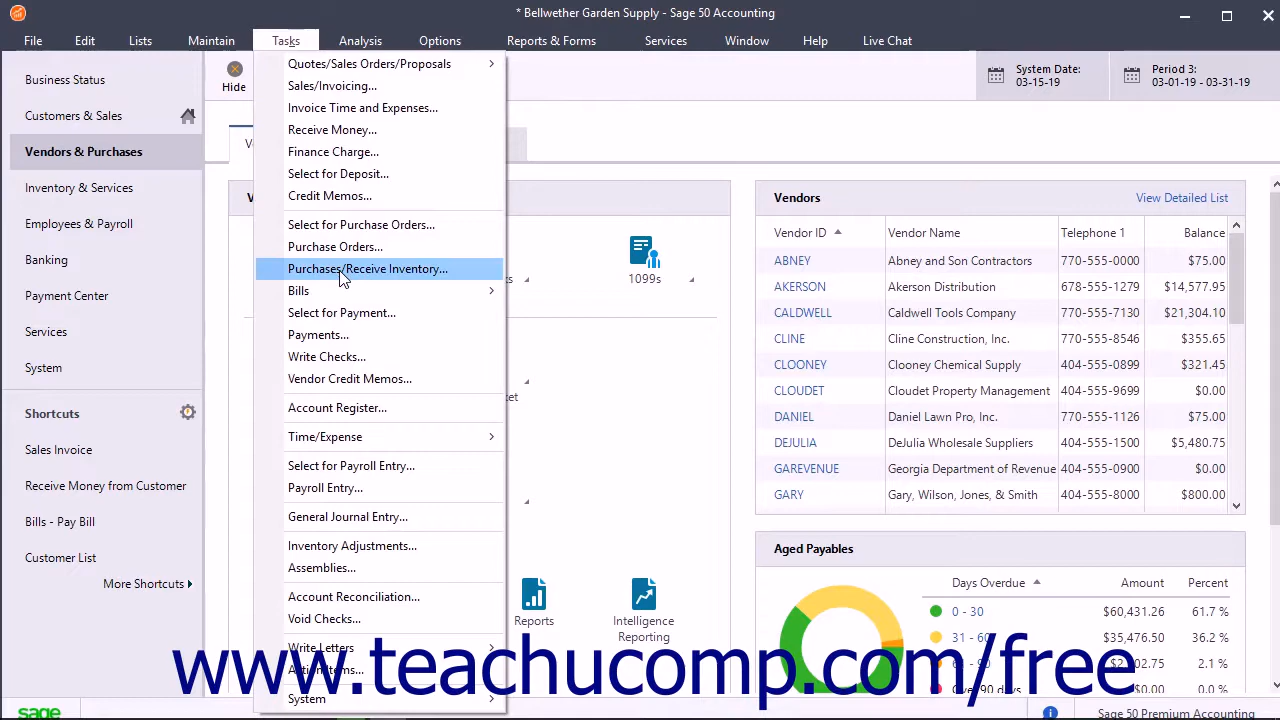 * Bellwether Garden Supply - Sage 50 Accounting
File Edit Lists Maintain Tasks Analysis Options Reports & Forms Services Window Help Live Chat
Business Status
Customers & Sales
Vendors & Purchases
Inventory & Services
Employees & Payroll
Banking
Payment Center
Services
System
Shortcuts
Sales Invoice
Receive Money from Customer
Bills - Pay Bill
Customer List
More Shortcuts
sage
Hide
Quotes/Sales Orders/Proposals
Sales/Invoicing...
Invoice Time and Expenses...
Receive Money...
Finance Charge...
Select for Deposit...
Credit Memos...
Select for Purchase Orders...
Purchase Orders...
Purchases/Receive Inventory...
Bills
Select for Payment...
Payments...
Write Checks...
Vendor Credit Memos...
Account Register...
Time/Expense
Select for Payroll Entry...
Payroll Entry...
General Journal Entry...
Inventory Adjustments...
Assemblies...
Account Reconciliation...
Void Checks...
Write Letters
System
System Date:
03-15-19
Period 3:
03-01-19 - 03-31-19
1099s
Reports
Intelligence
Reporting
Vendors View Detailed List
Vendor ID Vendor Name Telephone 1 Balance
ABNEY Abney and Son Contractors 770-555-0000 $75.00
AKERSON Akerson Distribution 678-555-1279 $14,577.95
CALDWELL Caldwell Tools Company 770-555-7130 $21,304.10
CLINE Cline Construction, Inc. 770-555-8546 $355.65
CLOONEY Clooney Chemical Supply 404-555-0899 $321.45
CLOUDET Cloudet Property Management 404-555-9699 $0.00
DANIEL Daniel Lawn Pro, Inc. 770-555-1126 $75.00
DEJULIA DeJulia Wholesale Suppliers 404-555-1500 $5,480.75
GAREVENUE Georgia Department of Revenue 404-555-0900 $0.00
GARY Gary, Wilson, Jones, & Smith 404-555-8000 $800.00
Aged Payables
Days Overdue Amount Percent
0 - 30 $60,431.26 61.7 %
31 - 60 $35,476.50 36.2 %
2.1 %
0.0 %
www.teachucomp.com/free
Sage 50 Premium Accounting